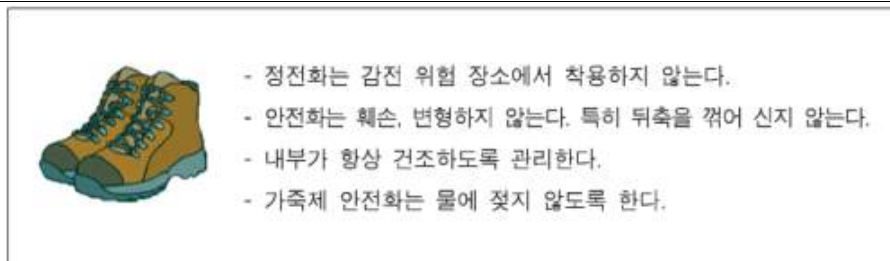 - 정전화는 감전 위험 장소에서 착용하지 않는다.
- 안전화는 훼손, 변형하지 않는다. 특히 뒤축을 꺾어 신지 않는다.
- 내부가 항상 건조하도록 관리한다.
- 가죽제 안전화는 물에 젖지 않도록 한다.